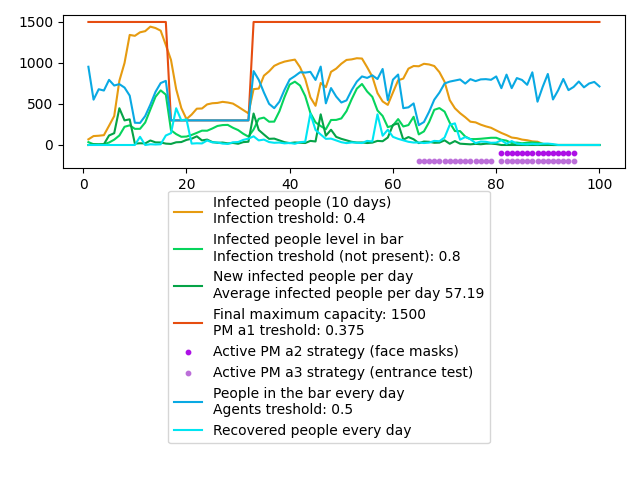 1500
1000
500
0
0 20 40 60 80 100
Infected people (10 days)
Infection treshold: 0.4
Infected people level in bar
Infection treshold (not present): 0.8
New infected people per day
Average infected people per day 57.19
Final maximum capacity: 1500
PM a1 treshold: 0.375
Active PM a2 strategy (face masks)
Active PM a3 strategy (entrance test)
People in the bar every day
Agents treshold: 0.5
Recovered people every day